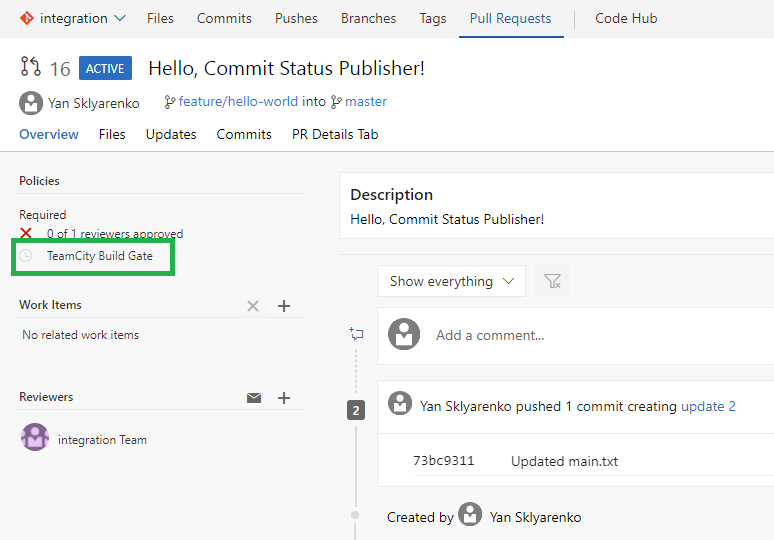 integration Files Commits Pushes Branches Tags Pull Requests Code Hub
16 ACTIVE Hello, Commit Status Publisher!
Yan Sklyarenko feature/hello-world into master
Overview Files Updates Commits PR Details Tab
Policies
Required
0 of 1 reviewers approved
TeamCity Build Gate
Work Items
No related work items
Reviewers
integration Team
Description
Hello, Commit Status Publisher!
Show everything
Add a comment...
2 Yan Sklyarenko pushed 1 commit creating update 2
73bc9311 Updated main.txt
Created by Yan Sklyarenko